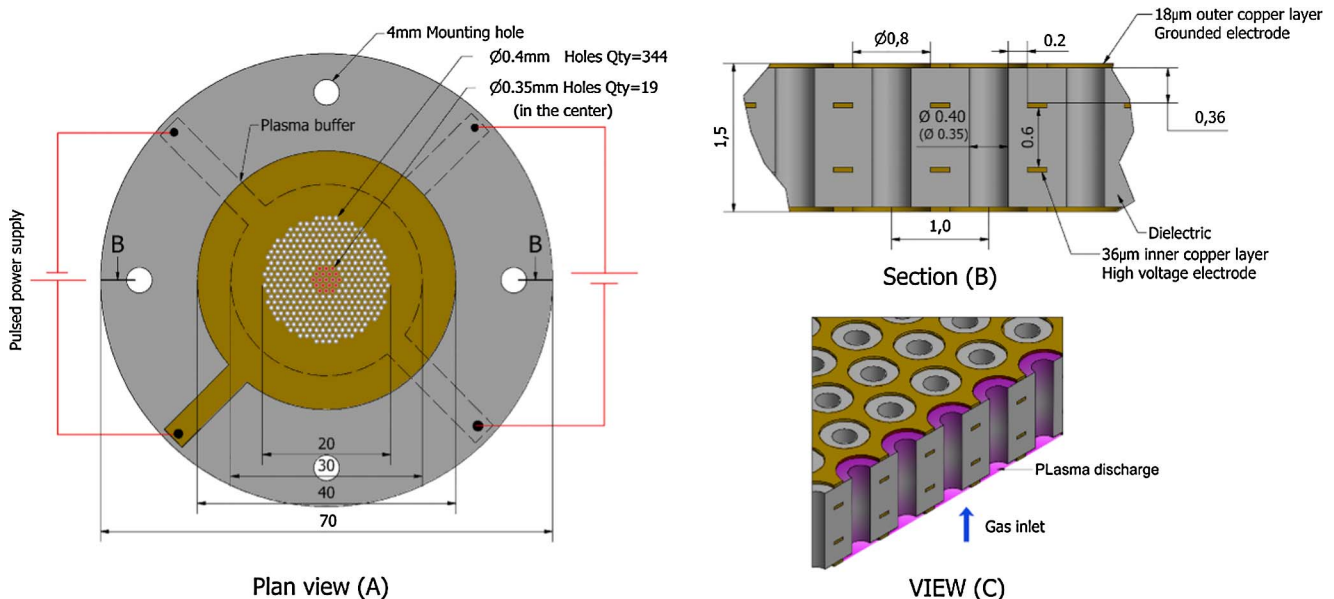 4mm Mounting hole
Ø0.4mm Holes Qty=344
Ø0.35mm Holes Qty=19
(in the center)
Plasma buffer
Pulsed power supply
B
B
20
30
40
70
Plan view (A)
18µm outer copper layer
Grounded electrode
Ø0,8
0.2
0,36
1,5
Ø 0.40
(Ø 0.35)
0.6
1,0
Dielectric
36µm inner copper layer
High voltage electrode
Section (B)
PLasma discharge
Gas inlet
VIEW (C)